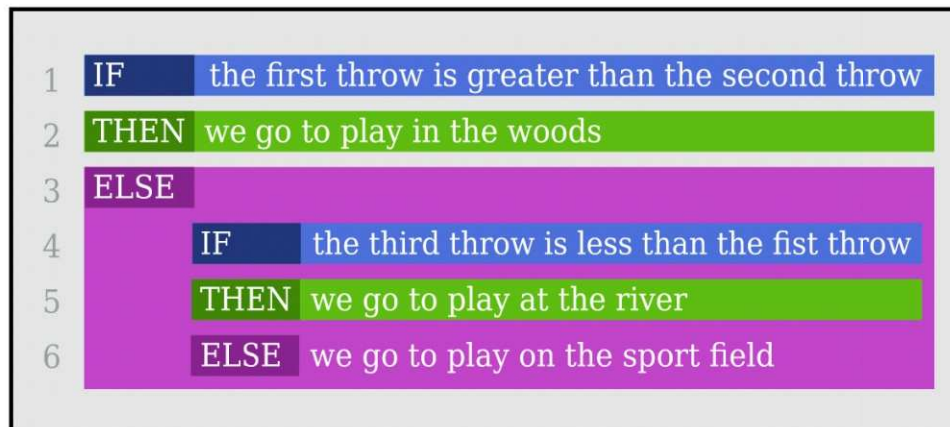 1 IF the first throw is greater than the second throw
2 THEN we go to play in the woods
3 ELSE
4 IF the third throw is less than the fist throw
5 THEN we go to play at the river
6 ELSE we go to play on the sport field